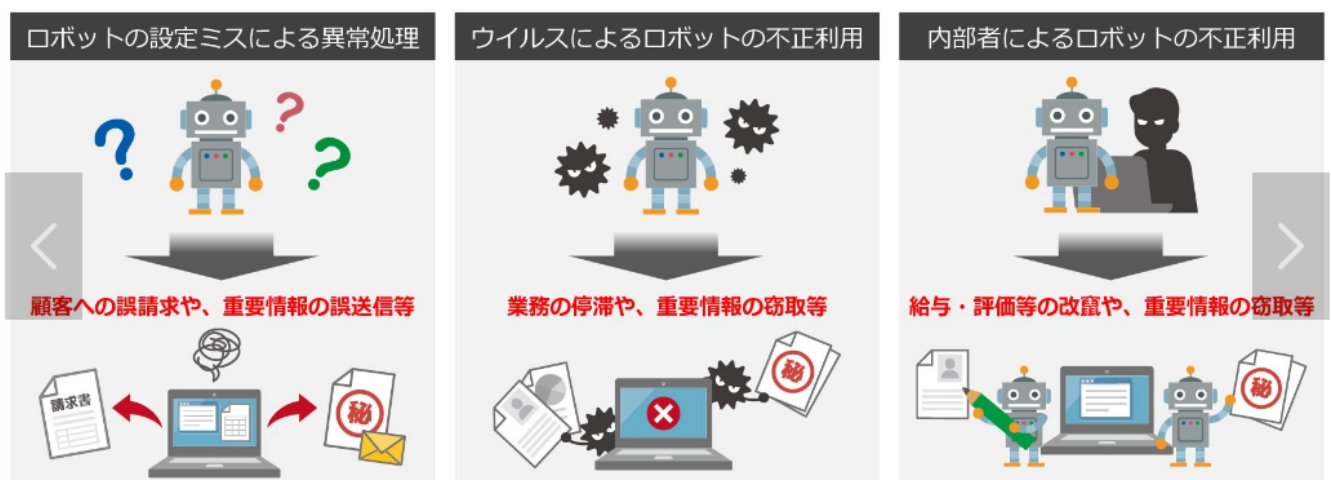 ロボットの設定ミスによる異常処理
顧客への誤請求や、重要情報の誤送信等
請求書
秘
ウイルスによるロボットの不正利用
業務の停滞や、重要情報の窃取等
秘
内部者によるロボットの不正利用
給与・評価等の改竄や、重要情報の窃取等
秘